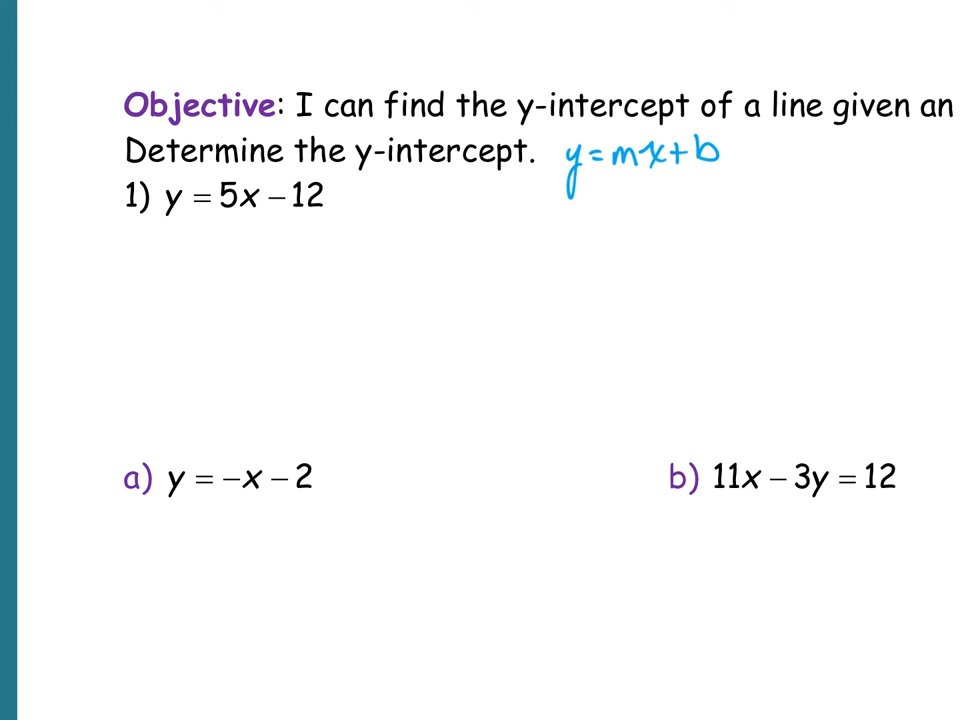 Objective: I can find the y-intercept of a line given an
Determine the y-intercept. y = mx + b
1) y = 5x − 12
a) y = −x − 2 b) 11x − 3y = 12